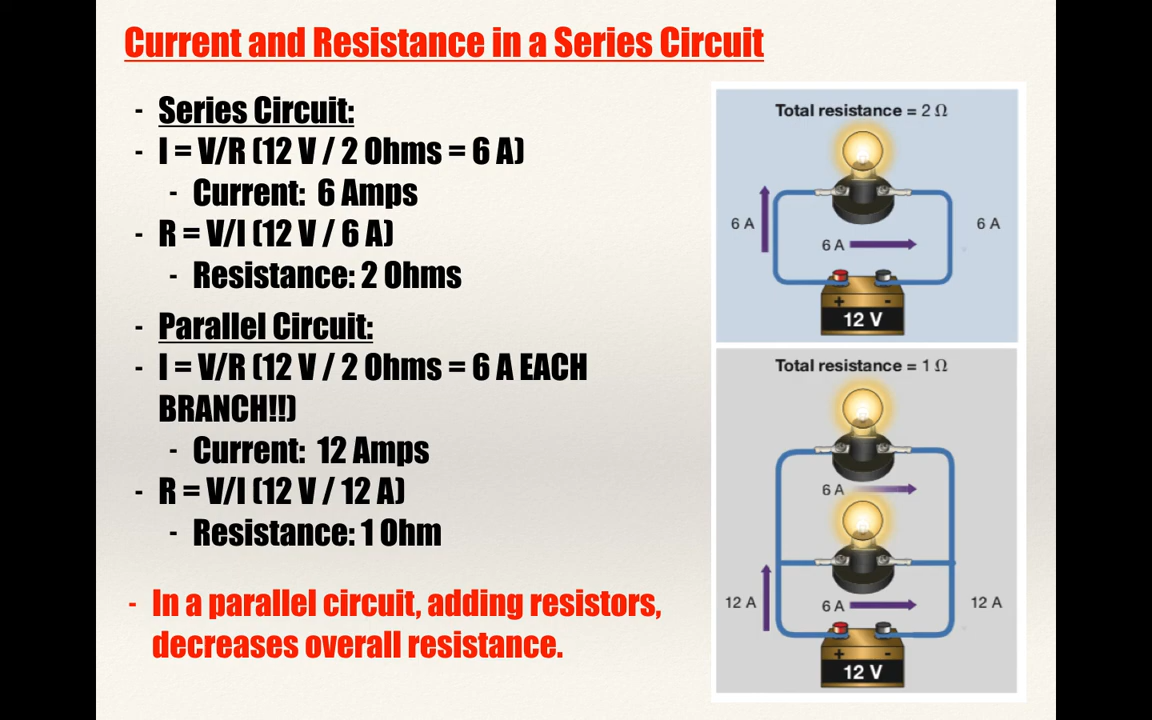 Current and Resistance in a Series Circuit
- Series Circuit:
- I = V/R (12 V / 2 Ohms = 6 A)
- Current: 6 Amps
- R = V/I (12 V / 6 A)
- Resistance: 2 Ohms
- Parallel Circuit:
- I = V/R (12 V / 2 Ohms = 6 A EACH
BRANCH!!)
- Current: 12 Amps
- R = V/I (12 V / 12 A)
- Resistance: 1 Ohm
- In a parallel circuit, adding resistors,
decreases overall resistance.
Total resistance = 2 Ω
6 A
6 A
6 A
+ -
12 V
Total resistance = 1 Ω
6 A
12 A
6 A
12 A
+ -
12 V